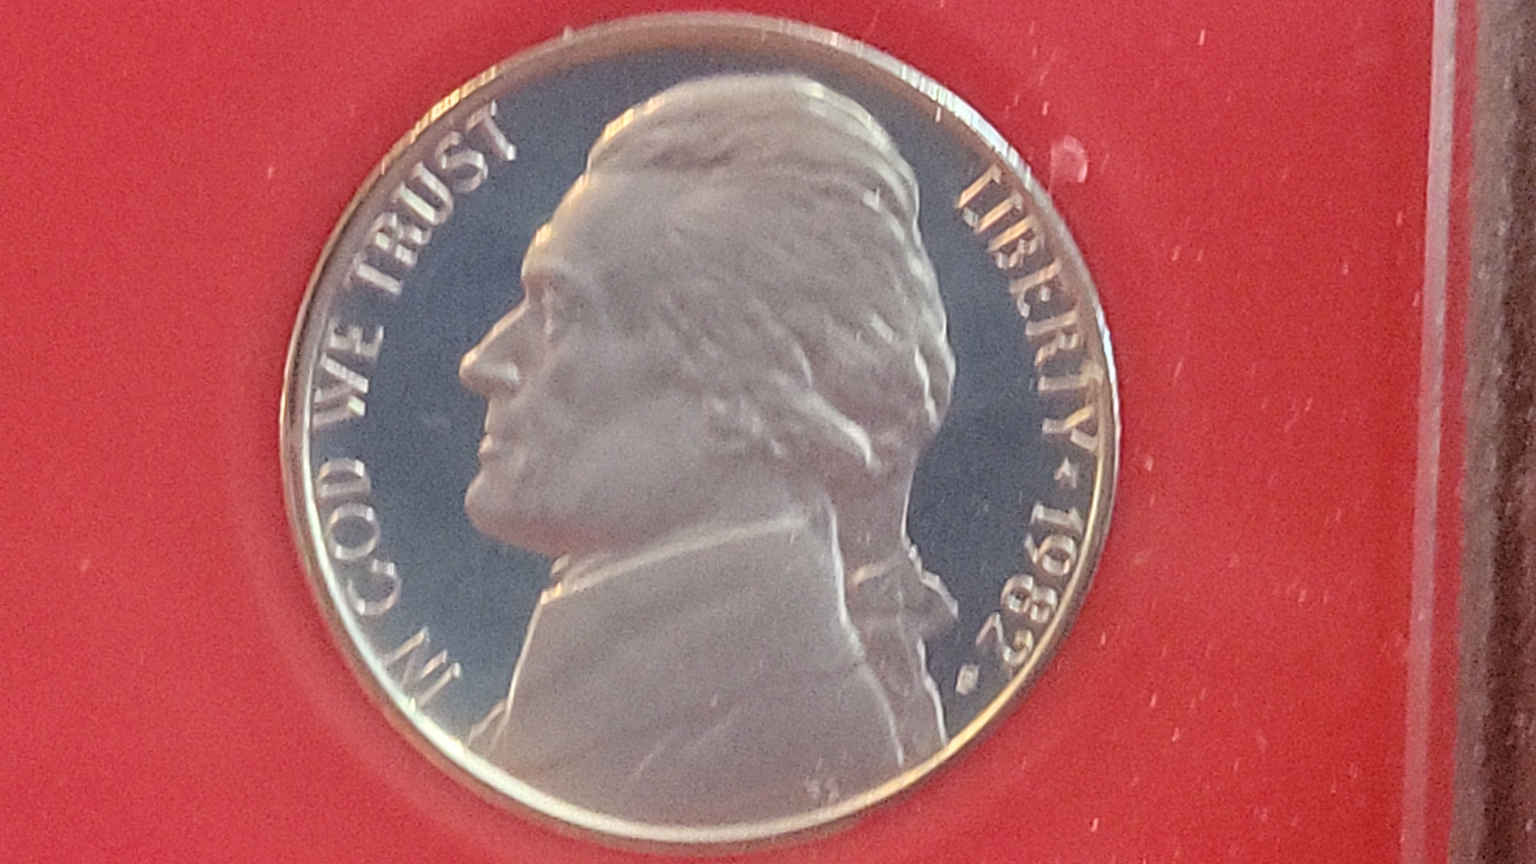 IN GOD WE TRUST
LIBERTY ★ 1982